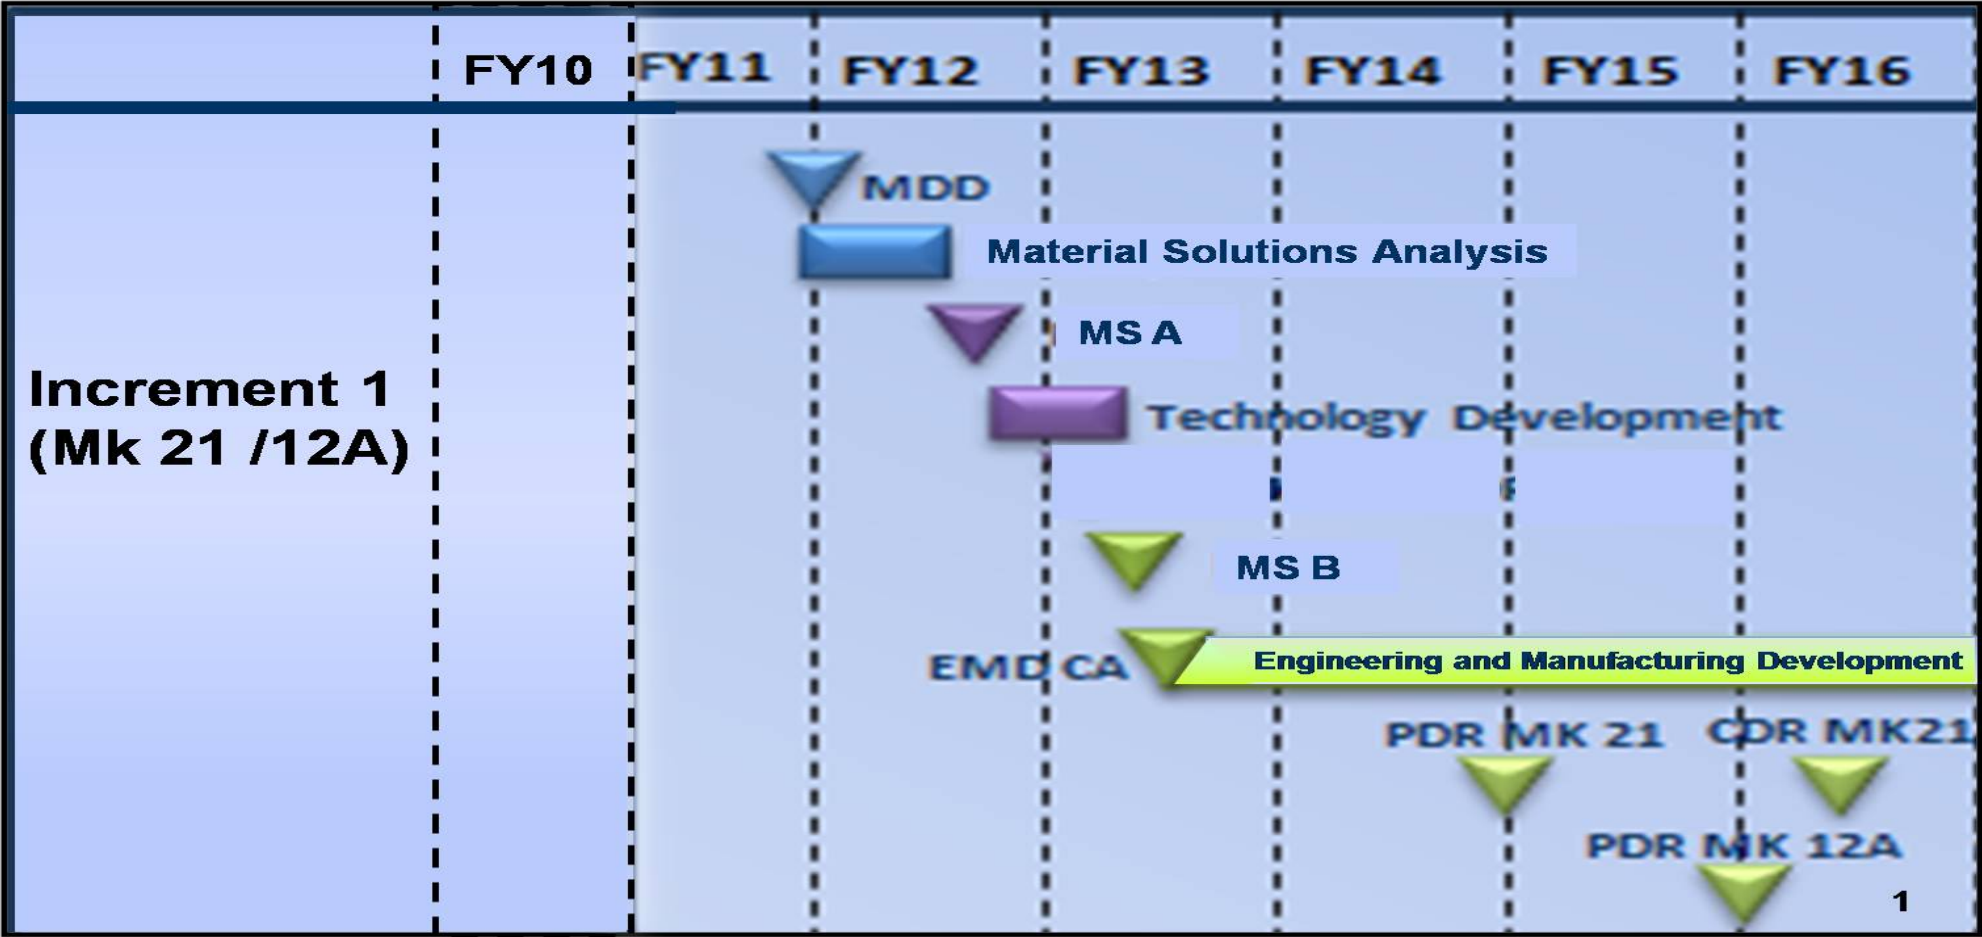 FY10 FY11 FY12 FY13 FY14 FY15 FY16
MDD
Material Solutions Analysis
MS A
Increment 1
(Mk 21 /12A)
Technology Development
MS B
EMD CA
Engineering and Manufacturing Development
PDR MK 21
CDR MK21
PDR MK 12A
1